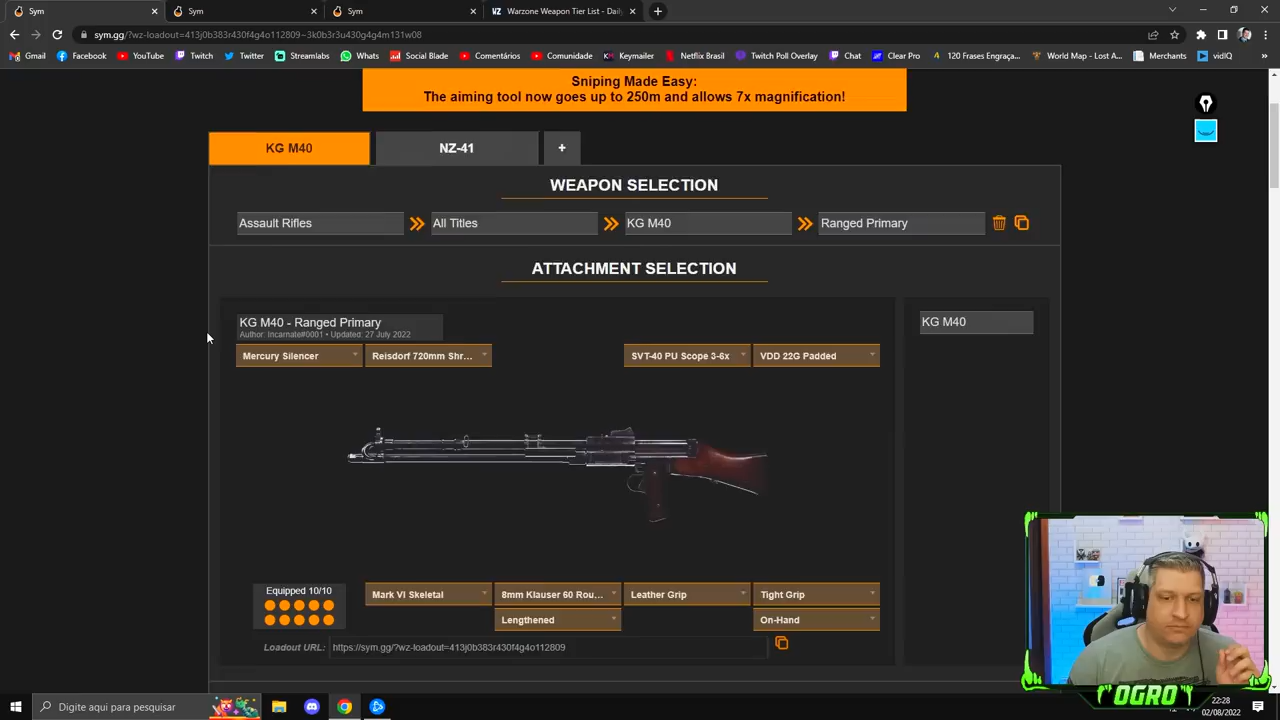 Sym
Sym
Sym
WZ Warzone Weapon Tier List - Daily
sym.gg/?wz-loadout=413j0b383r430f4g4o112809~3k0b3r3u430g4g4m131w08
Gmail
Facebook
YouTube
Twitch
Twitter
Streamlabs
Whats
Social Blade
Comentários
Comunidade
Keymailer
Netflix Brasil
Twitch Poll Overlay
Chat
Clear Pro
120 Frases Engraça...
World Map - Lost A...
Merchants
vidIQ
Sniping Made Easy:
The aiming tool now goes up to 250m and allows 7x magnification!
KG M40
NZ-41
+
WEAPON SELECTION
Assault Rifles
All Titles
KG M40
Ranged Primary
ATTACHMENT SELECTION
KG M40 - Ranged Primary
Author: Incarnate#0001 • Updated: 27 July 2022
KG M40
Mercury Silencer
Reisdorf 720mm Shr...
SVT-40 PU Scope 3-6x
VDD 22G Padded
Equipped 10/10
Mark VI Skeletal
8mm Klauser 60 Rou...
Leather Grip
Tight Grip
Lengthened
On-Hand
Loadout URL:
https://sym.gg/?wz-loadout=413j0b383r430f4g4o112809
OGRO
Digite aqui para pesquisar
22:28
02/08/2022